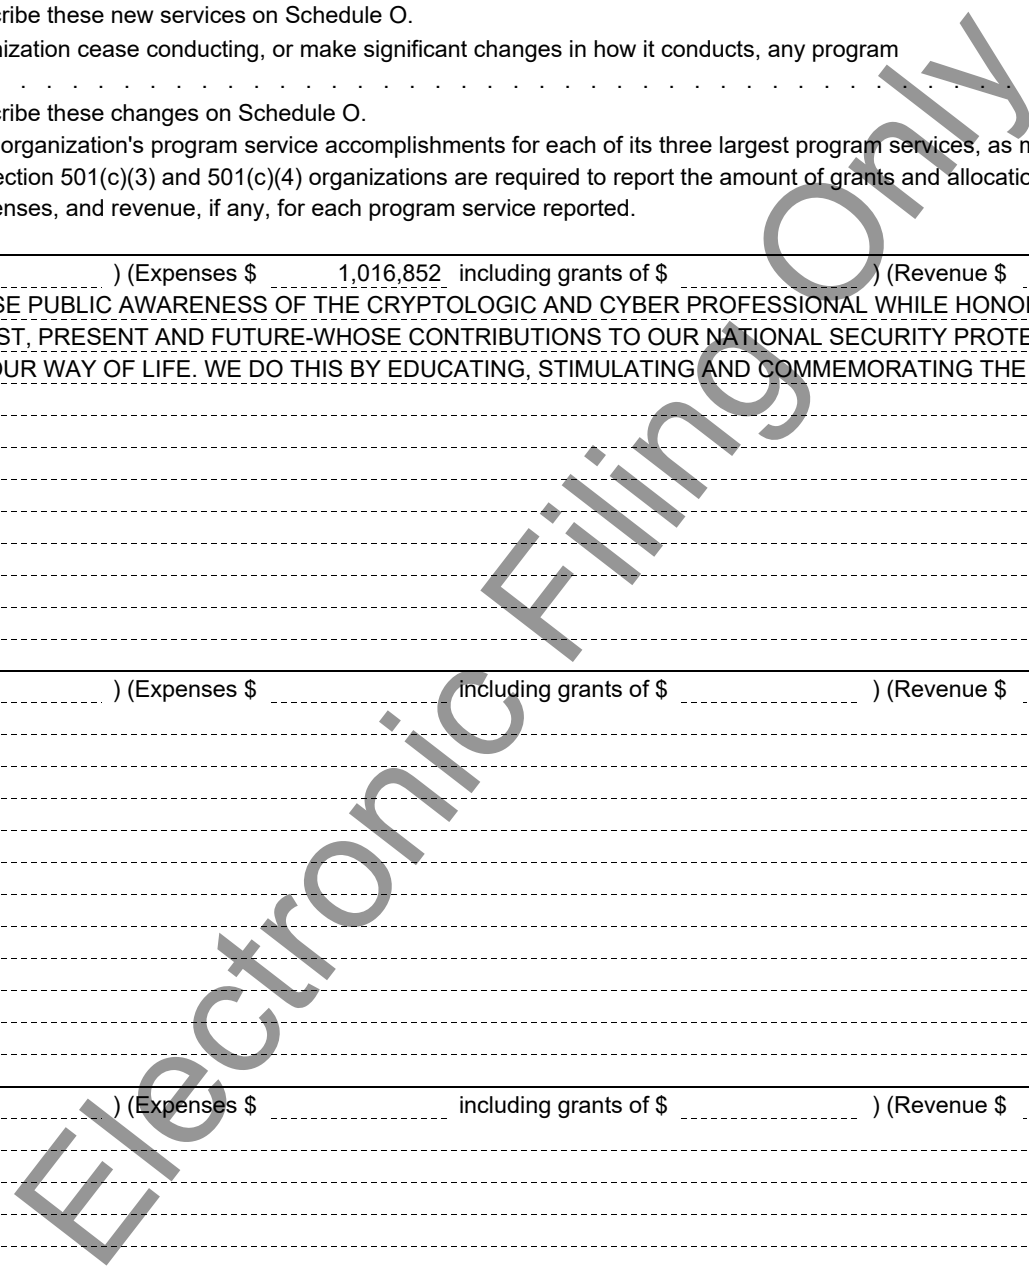 ribe these new services on Schedule O.
nization cease conducting, or make significant changes in how it conducts, any program
. . . . . . . . . . . . . . . . . . . . . . . . . . . . . . . . . . . . . . .
ribe these changes on Schedule O.
organization's program service accomplishments for each of its three largest program services, as m
ection 501(c)(3) and 501(c)(4) organizations are required to report the amount of grants and allocatio
enses, and revenue, if any, for each program service reported.
) (Expenses $ 1,016,852 including grants of $ ) (Revenue $
SE PUBLIC AWARENESS OF THE CRYPTOLOGIC AND CYBER PROFESSIONAL WHILE HONOR
ST, PRESENT AND FUTURE-WHOSE CONTRIBUTIONS TO OUR NATIONAL SECURITY PROTE
OUR WAY OF LIFE. WE DO THIS BY EDUCATING, STIMULATING AND COMMEMORATING THE
) (Expenses $ including grants of $ ) (Revenue $
) (Expenses $ including grants of $ ) (Revenue $
Electronic Filing Only